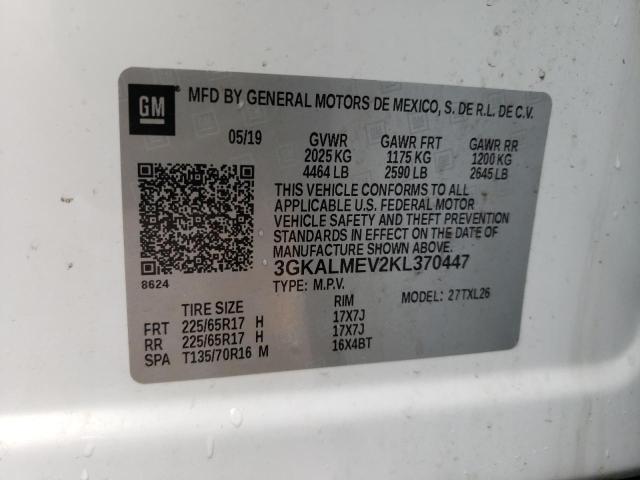 GM MFD BY GENERAL MOTORS DE MEXICO, S. DE R.L. DE C.V.
05/19 GVWR GAWR FRT GAWR RR
2025 KG 1175 KG 1200 KG
4464 LB 2590 LB 2645 LB
THIS VEHICLE CONFORMS TO ALL
APPLICABLE U.S. FEDERAL MOTOR
VEHICLE SAFETY AND THEFT PREVENTION
STANDARDS IN EFFECT ON THE DATE OF
MANUFACTURE SHOWN ABOVE.
3GKALMEV2KL370447
8624 TYPE: M.P.V. MODEL: 27TXL26
TIRE SIZE RIM
FRT 225/65R17 H 17X7J
RR 225/65R17 H 17X7J
SPA T135/70R16 M 16X4BT